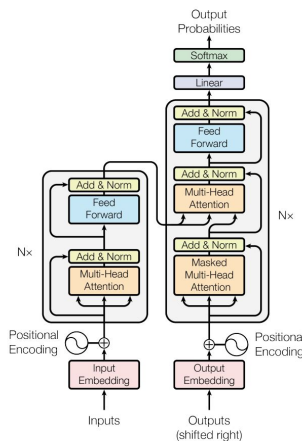 Output
Probabilities
Softmax
Linear
Add & Norm
Feed
Forward
Add & Norm
Multi-Head
Attention
Add & Norm
Masked
Multi-Head
Attention
Nx
Positional
Encoding
Output
Embedding
Outputs
(shifted right)
Add & Norm
Feed
Forward
Add & Norm
Multi-Head
Attention
Nx
Positional
Encoding
Input
Embedding
Inputs